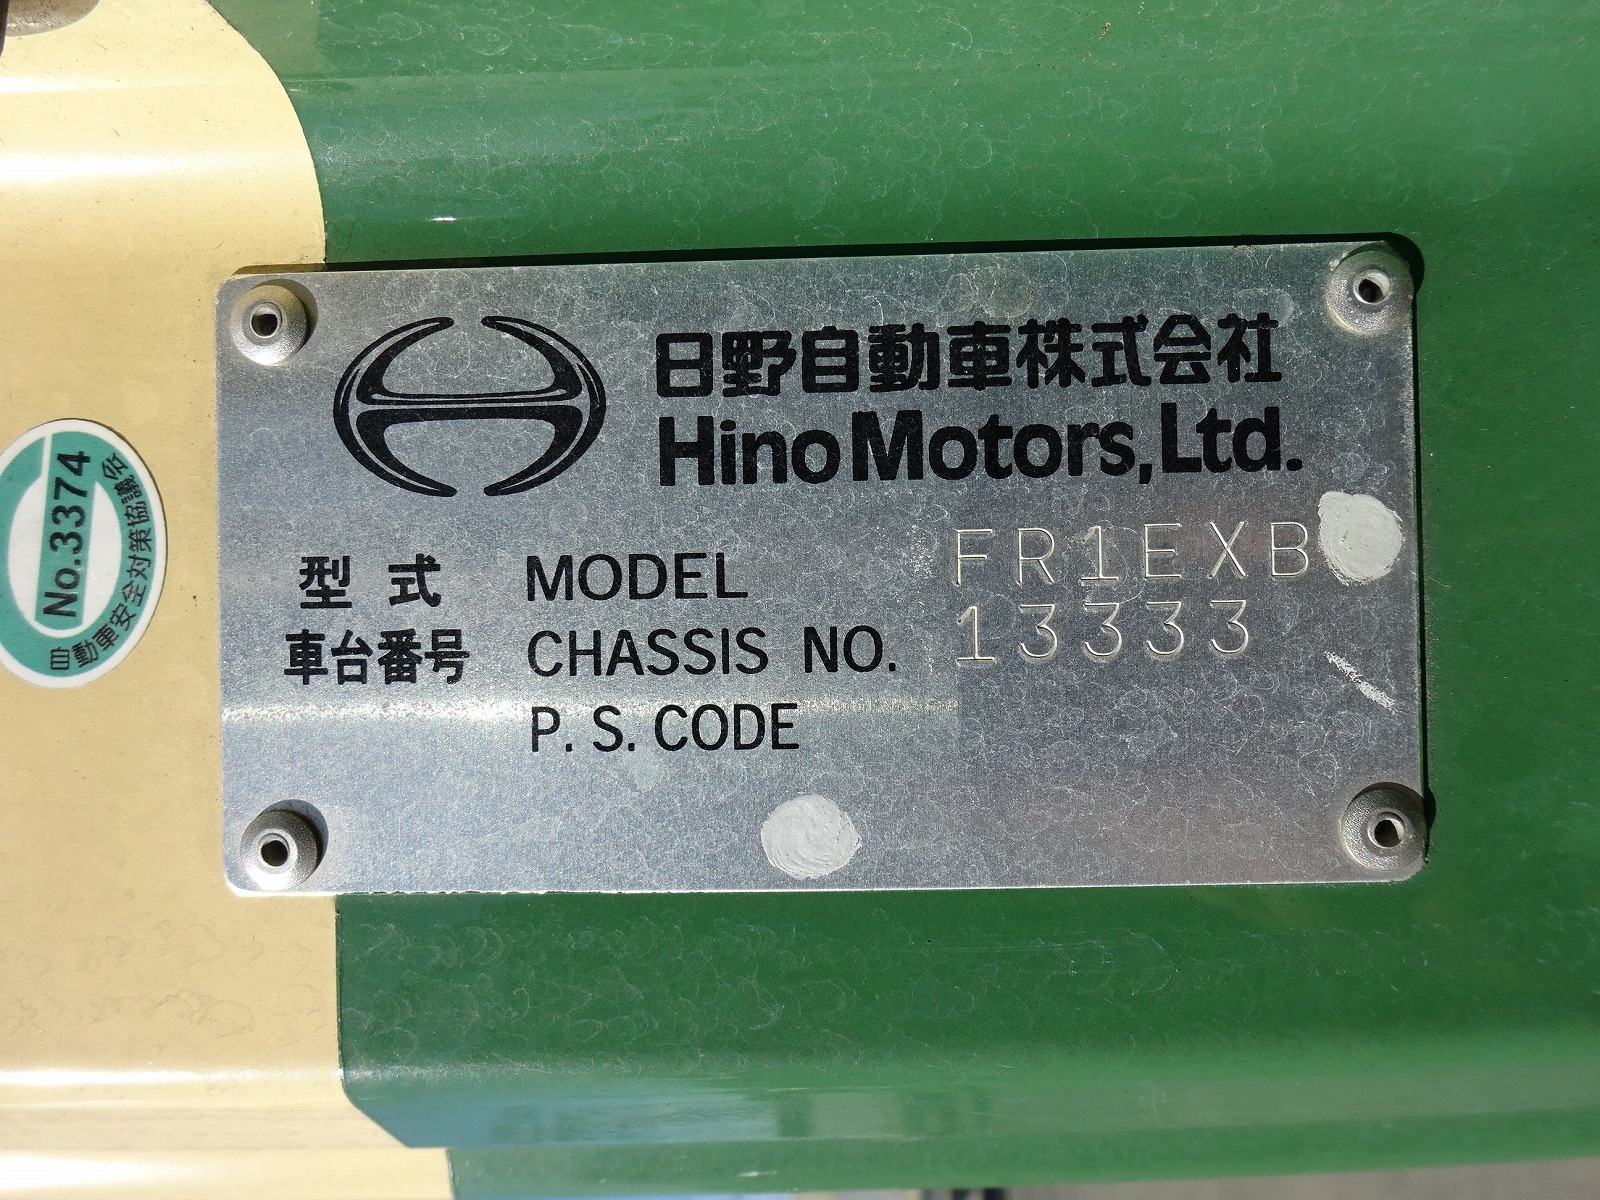 日野自動車株式会社
Hino Motors, Ltd.
型式 MODEL FR1EXB
車台番号 CHASSIS NO. 13333
P. S. CODE
No.3374
自動車安全対策協議会